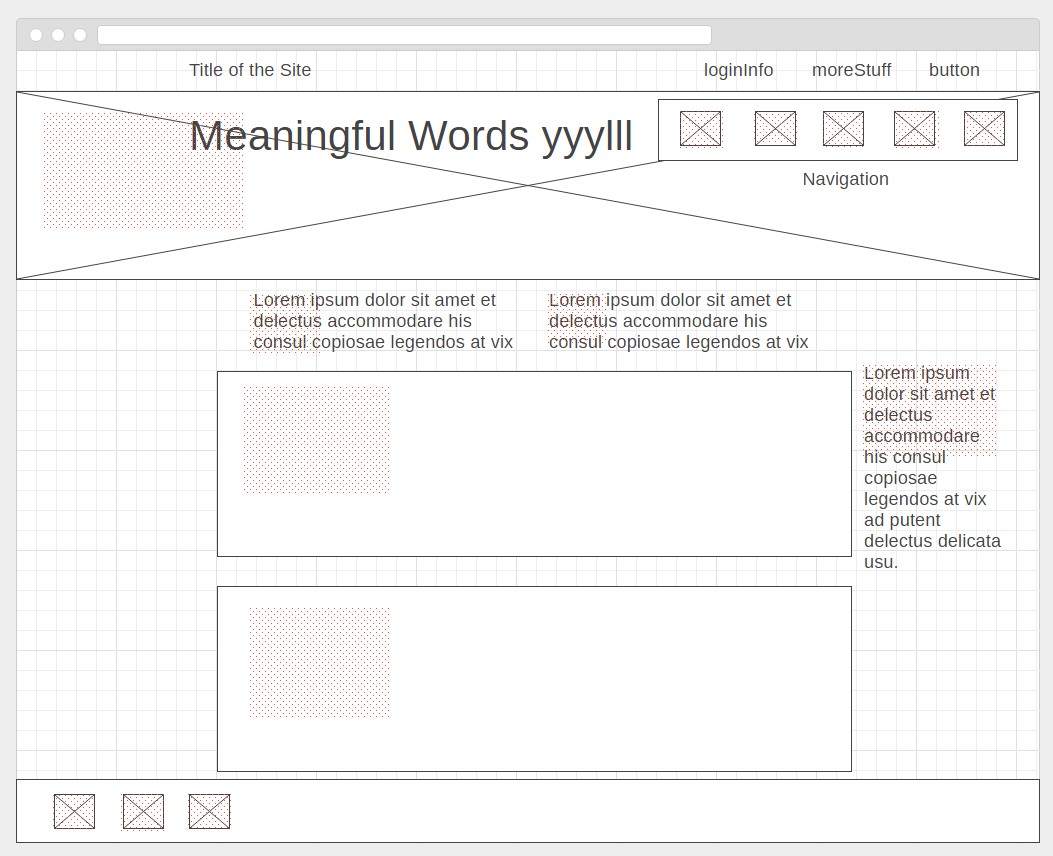 Title of the Site
loginInfo
moreStuff
button
Meaningful Words yyylll
Navigation
Lorem ipsum dolor sit amet et
delectus accommodare his
consul copiosae legendos at vix
Lorem ipsum dolor sit amet et
delectus accommodare his
consul copiosae legendos at vix
Lorem ipsum
dolor sit amet et
delectus
accommodare
his consul
copiosae
legendos at vix
ad putent
delectus delicata
usu.